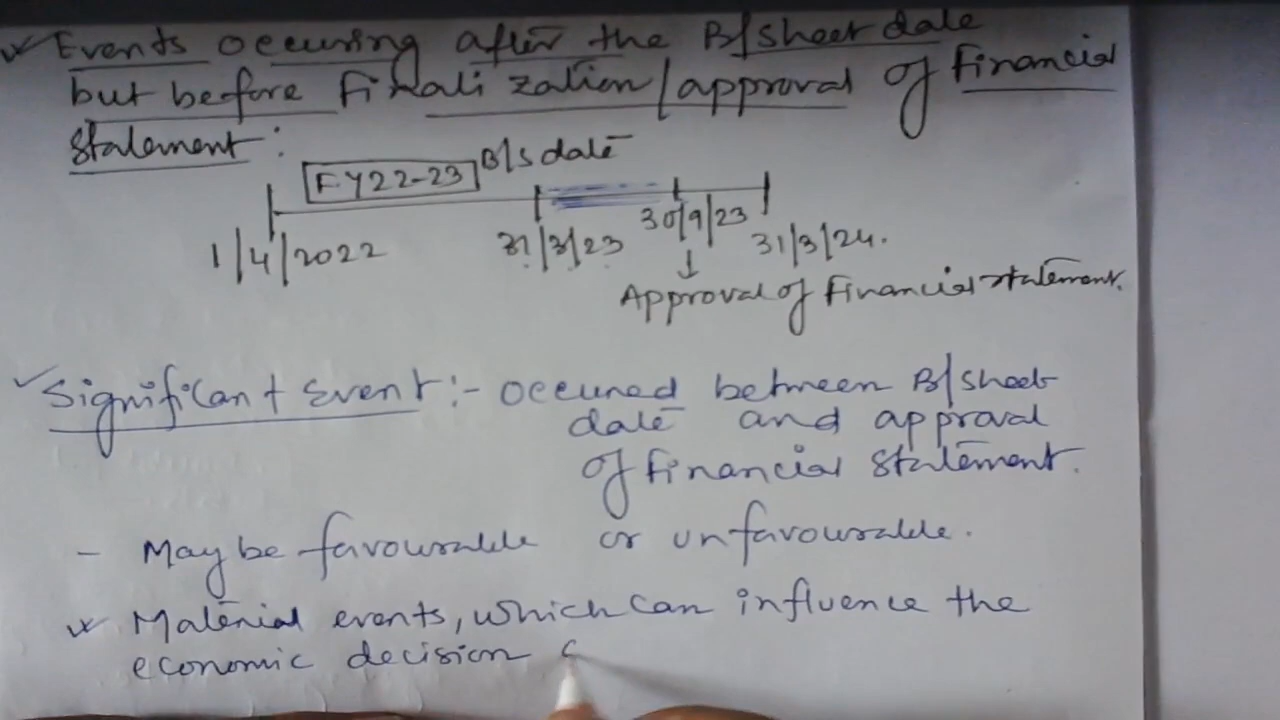 Events occuring after the B/sheet date
but before finalization/approval of financial
statement:
FY22-23 B/s date
1/4/2022 31/3/23 30/9/23 31/3/24.
Approval of financial statement.
Significant Event:- occured between B/sheet
date and approval
of financial statement.
- May be favourable or unfavourable.
Material events, which can influence the
economic decision